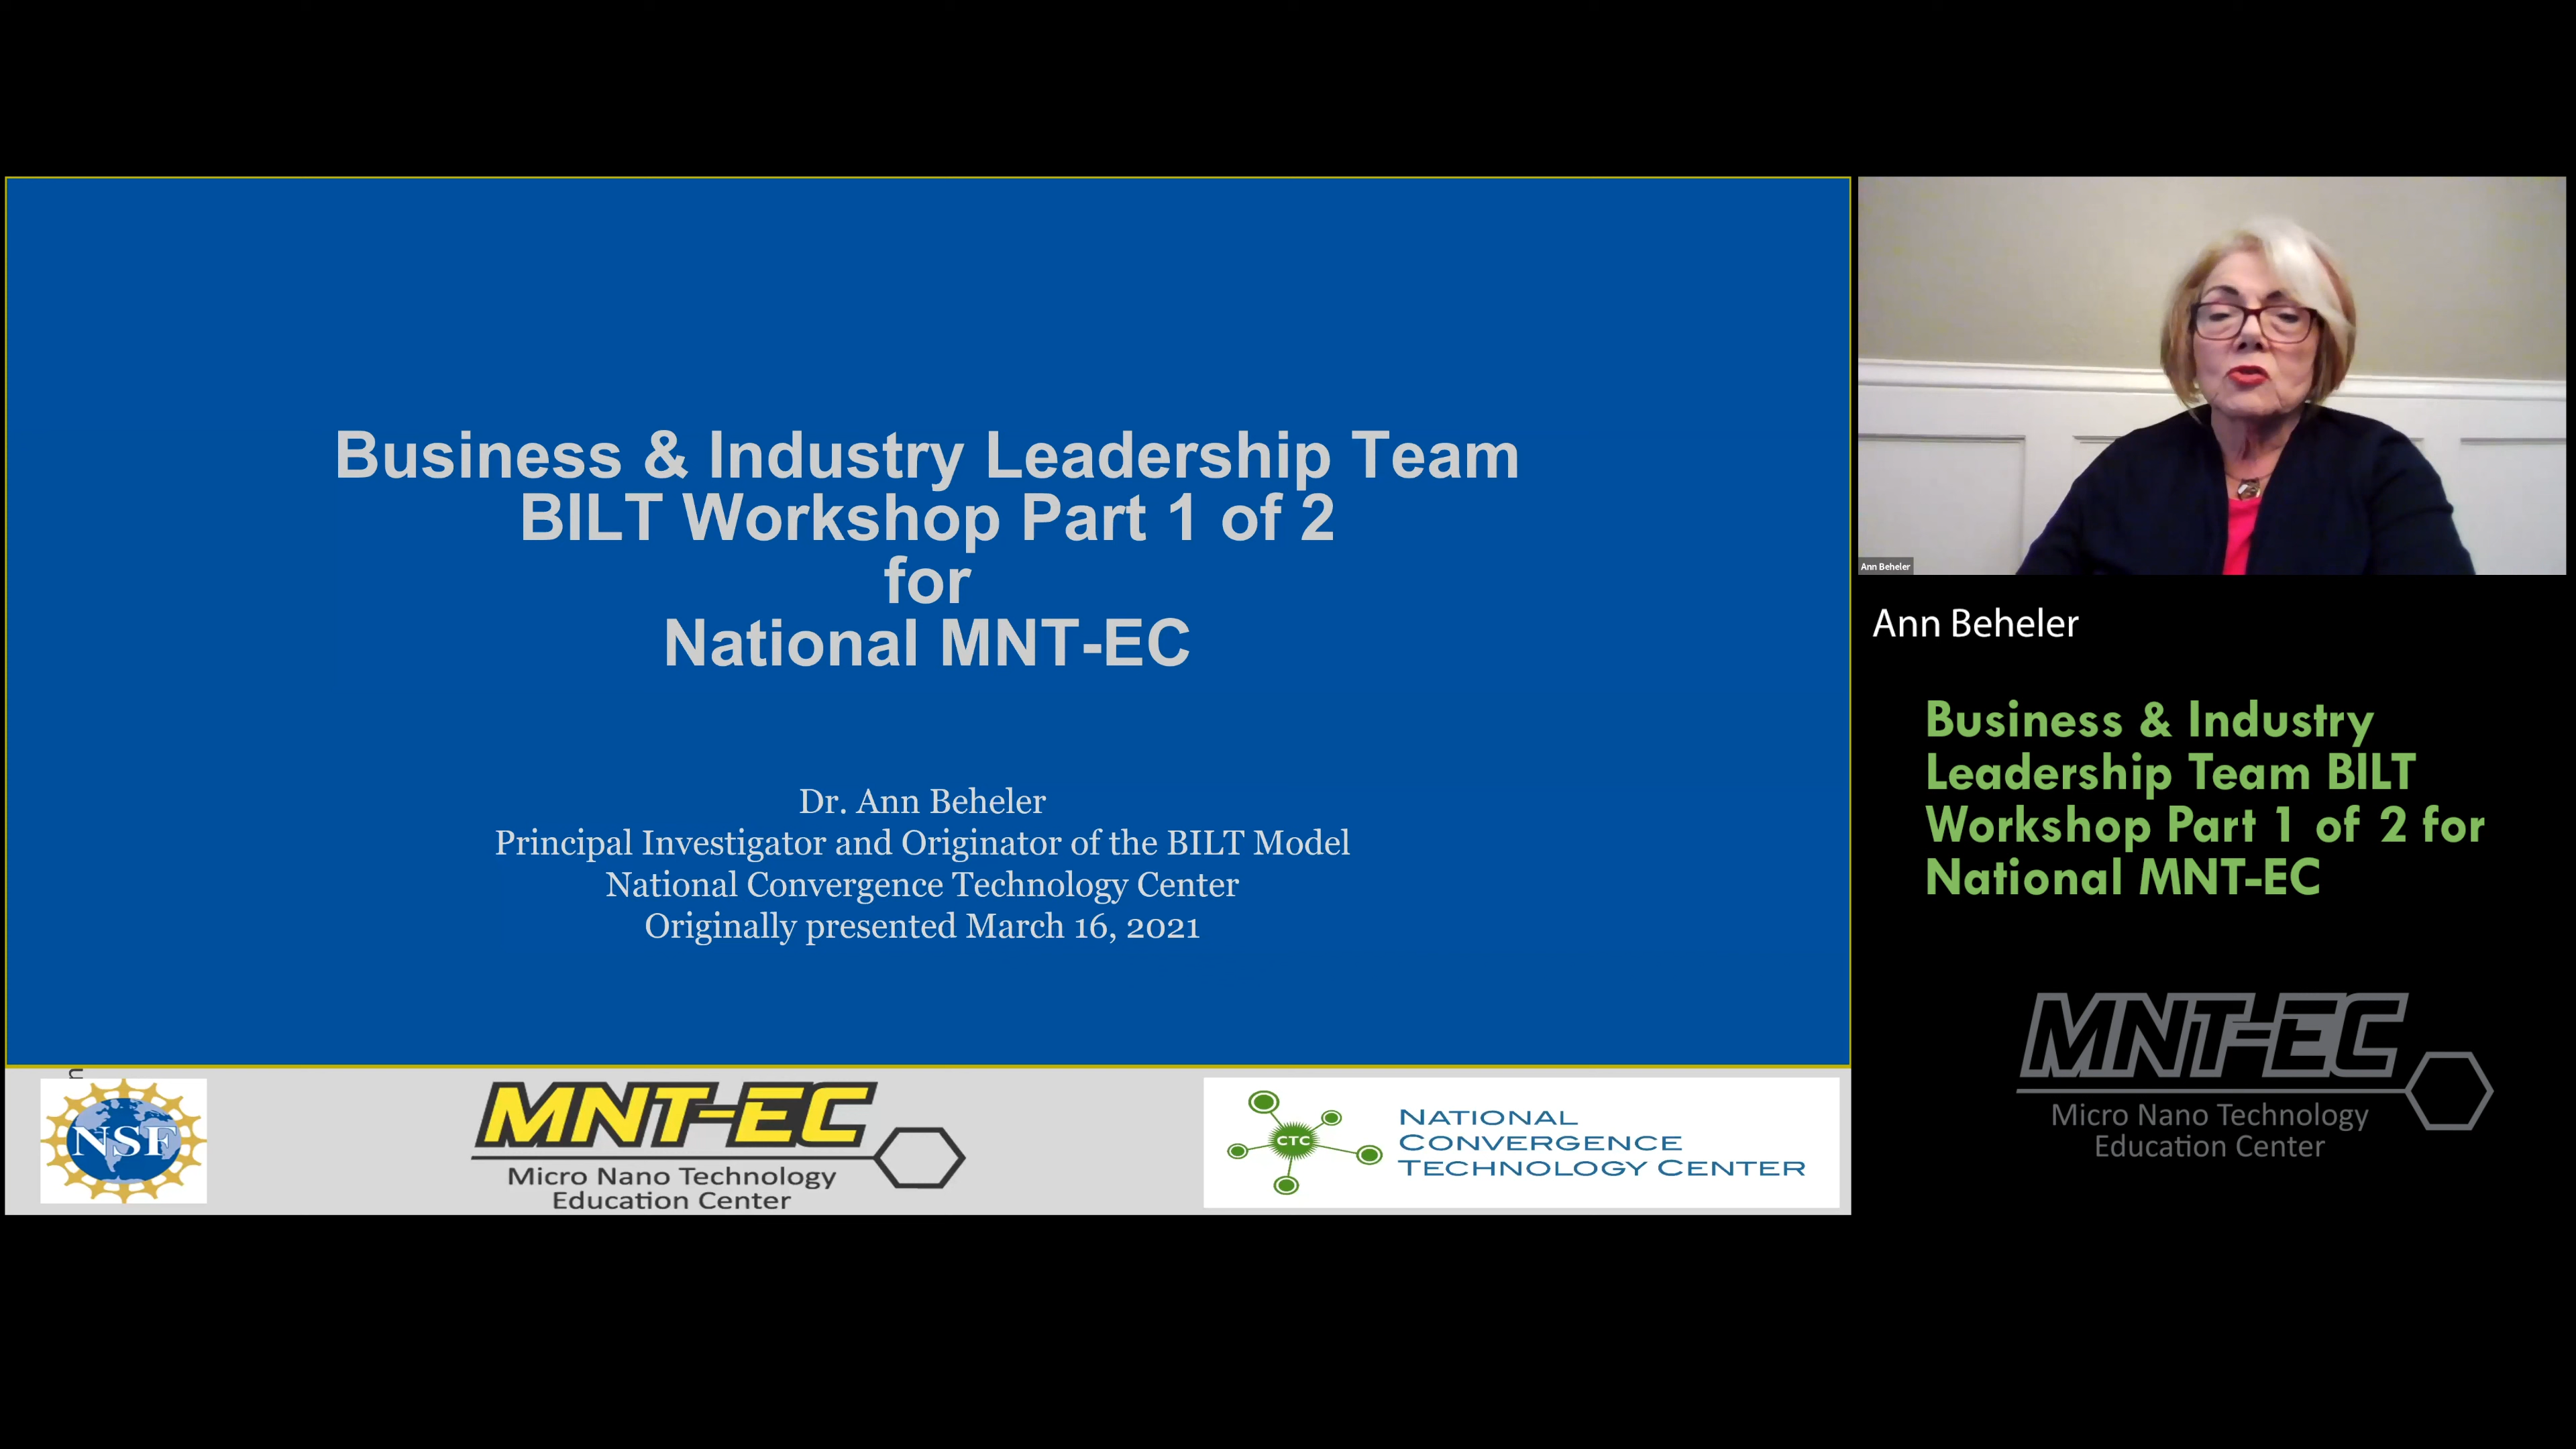 Business & Industry Leadership Team
BILT Workshop Part 1 of 2
for
National MNT-EC
Dr. Ann Beheler
Principal Investigator and Originator of the BILT Model
National Convergence Technology Center
Originally presented March 16, 2021
n
NSF
MNT-EC
Micro Nano Technology
Education Center
CTC
NATIONAL
CONVERGENCE
TECHNOLOGY CENTER
Ann Beheler
Ann Beheler
Business & Industry
Leadership Team BILT
Workshop Part 1 of 2 for
National MNT-EC
MNT-EC
Micro Nano Technology
Education Center